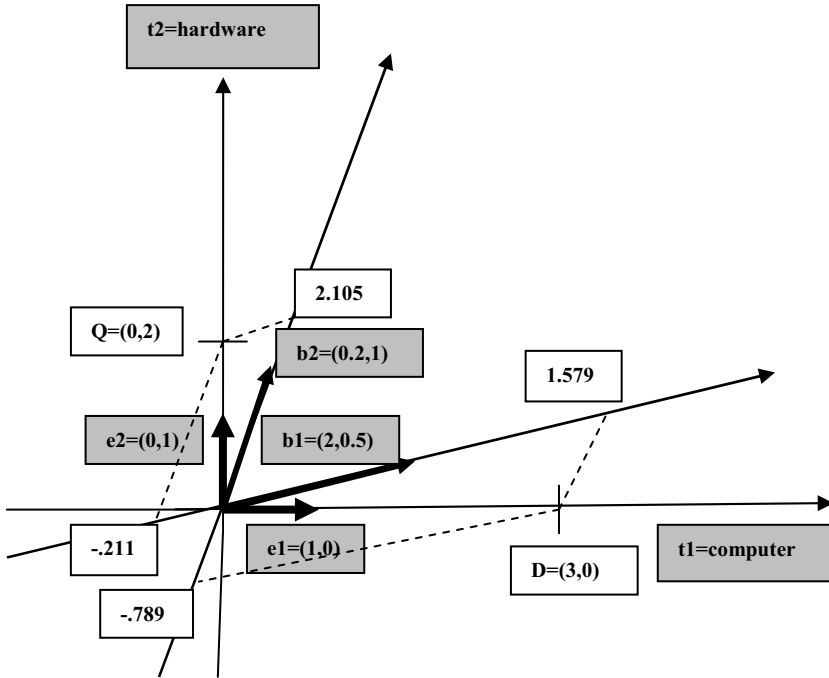 t2=hardware
2.105
Q=(0,2)
b2=(0.2,1)
1.579
e2=(0,1)
b1=(2,0.5)
-.211
e1=(1,0)
t1=computer
D=(3,0)
-.789